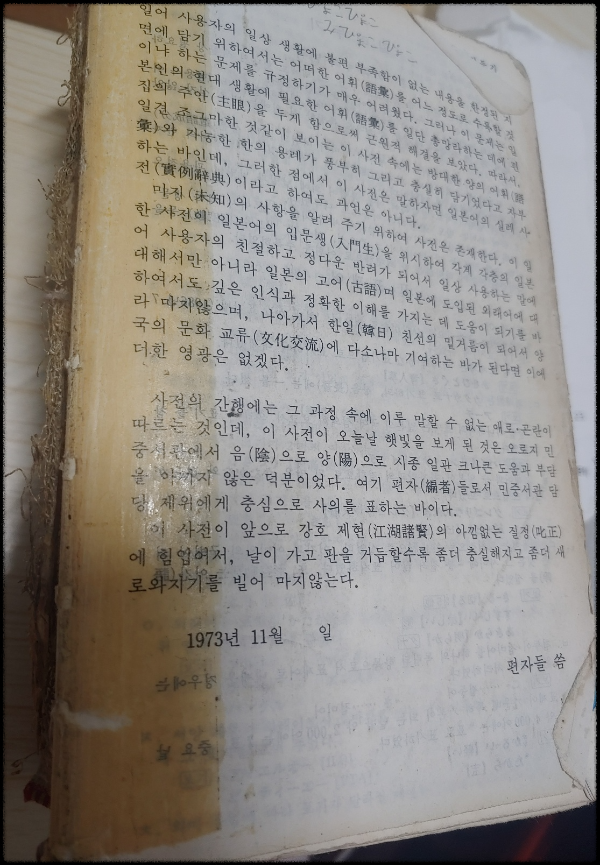 ぴょこぴょこ
みぴょこぴょこ
일어 사용자의 일상 생활에 불편 부족함이 없는 내용을 한정된 지
면에 담기 위하여서는 어떠한 어휘(語彙)를 어느 정도로 수록할 것
이냐 하는 문제를 규정하기가 매우 어려웠다. 그러나 이 문제는 일
본인의 현대 생활에 필요한 어휘(語彙)를 일단 총망라하는 데에 편
집의 주안(主眼)을 두게 함으로써 근원적 해결을 보았다. 따라서,
일견 조그마한 것같이 보이는 이 사전 속에는 방대한 양의 어휘(語
彙)와 가능한 한의 용례가 풍부히 그리고 충실히 담기었다고 자부
하는 바인데, 그러한 점에서 이 사전은 말하자면 일본어의 실례 사
전(實例辭典)이라고 하여도 과언은 아니다.
미지(未知)의 사항을 알려 주기 위하여 사전은 존재한다. 이 일
한 사전이 일본어의 입문생(入門生)을 위시하여 각계 각층의 일본
어 사용자의 친절하고 정다운 반려가 되어서 일상 사용하는 말에
대해서만 아니라 일본의 고어(古語)며 일본에 도입된 외래어에 대
하여서도 깊은 인식과 정확한 이해를 가지는 데 도움이 되기를 바
라 마지않으며, 나아가서 한일(韓日) 친선의 밑거름이 되어서 양
국의 문화 교류(文化交流)에 다소나마 기여하는 바가 된다면 이에
더한 영광은 없겠다.
사전의 간행에는 그 과정 속에 이루 말할 수 없는 애로·곤란이
따르는 것인데, 이 사전이 오늘날 햇빛을 보게 된 것은 오로지 민
중서관에서 음(陰)으로 양(陽)으로 시종 일관 크나큰 도움과 부담
을 아끼지 않은 덕분이었다. 여기 편자(編者)들로서 민중서관 담
당 제위에게 충심으로 사의를 표하는 바이다.
이 사전이 앞으로 강호 제현(江湖諸賢)의 아낌없는 질정(叱正)
에 힘입어서, 날이 가고 판을 거듭할수록 좀더 충실해지고 좀더 새
로와지기를 빌어 마지않는다.
1973년 11월 일
편자들 씀